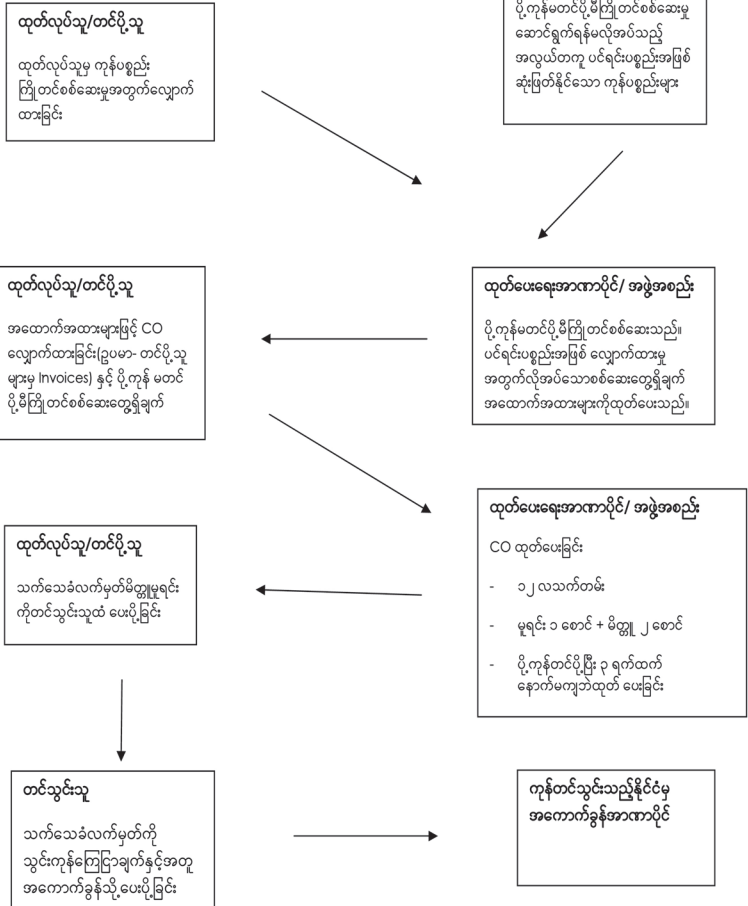 ထုတ်လုပ်သူ/တင်ပို့သူ
ထုတ်လုပ်သူမှ ကုန်ပစ္စည်း
ကြိုတင်စစ်ဆေးမှုအတွက်လျှောက်
ထားခြင်း
ပို့ကုန်မတင်ပို့မီကြိုတင်စစ်ဆေးမှု
ဆောင်ရွက်ရန်မလိုအပ်သည့်
အလွယ်တကူ ပင်ရင်းပစ္စည်းအဖြစ်
ဆုံးဖြတ်နိုင်သော ကုန်ပစ္စည်းများ
ထုတ်လုပ်သူ/တင်ပို့သူ
အထောက်အထားများဖြင့် CO
လျှောက်ထားခြင်း(ဥပမာ- တင်ပို့သူ
များမှ Invoices) နှင့် ပို့ကုန် မတင်
ပို့မီကြိုတင်စစ်ဆေးတွေ့ရှိချက်
ထုတ်ပေးရေးအာဏာပိုင်/ အဖွဲ့အစည်း
ပို့ကုန်မတင်ပို့မီကြိုတင်စစ်ဆေးသည်။
ပင်ရင်းပစ္စည်းအဖြစ် လျှောက်ထားမှု
အတွက်လိုအပ်သောစစ်ဆေးတွေ့ရှိချက်
အထောက်အထားများကိုထုတ်ပေးသည်။
ထုတ်ပေးရေးအာဏာပိုင်/ အဖွဲ့အစည်း
CO ထုတ်ပေးခြင်း
- ၁၂ လသက်တမ်း
- မူရင်း ၁ စောင် + မိတ္တူ ၂ စောင်
- ပို့ကုန်တင်ပို့ပြီး ၃ ရက်ထက်
နောက်မကျဘဲထုတ် ပေးခြင်း
ထုတ်လုပ်သူ/တင်ပို့သူ
သက်သေခံလက်မှတ်မိတ္တူမူရင်း
ကိုတင်သွင်းသူထံ ပေးပို့ခြင်း
တင်သွင်းသူ
သက်သေခံလက်မှတ်ကို
သွင်းကုန်ကြေငြာချက်နှင့်အတူ
အကောက်ခွန်သို့ပေးပို့ခြင်း
ကုန်တင်သွင်းသည့်နိုင်ငံမှ
အကောက်ခွန်အာဏာပိုင်